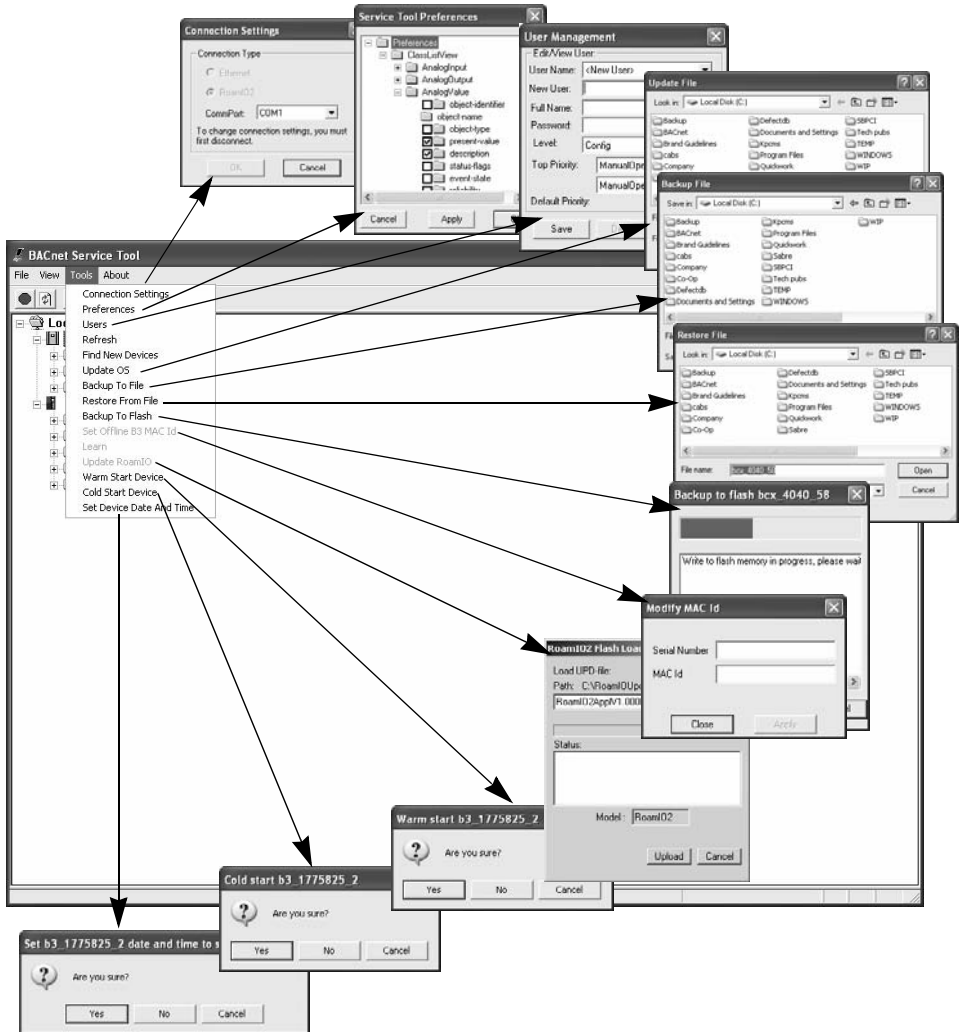 Connection Settings
Connection Type
Ethernet
RoamIO2
CommPort: COM1
To change connection settings, you must
first disconnect.
OK Cancel
Service Tool Preferences
Preferences
ClassListView
AnalogInput
AnalogOutput
AnalogValue
object-identifier
object-name
object-type
present-value
description
status-flags
event-state
reliability
Cancel Apply
User Management
Edit/View User
User Name: <New User>
New User:
Full Name:
Password:
Level: Config
Top Priority: ManualOpe
ManualOpe
Default Priority:
Save
Update File
Look in: Local Disk (C:)
Backup Defectdb SBPCI
BACnet Documents and Settings Tech pubs
Brand Guidelines Kpcms TEMP
cabs Program Files WINDOWS
Company Quickwork WIP
Backup File
Save in: Local Disk (C:)
Backup Kpcms WIP
BACnet Program Files
Brand Guidelines Quickwork
cabs Sabre
Company SBPCI
Co-Op Tech pubs
Defectdb TEMP
Documents and Settings WINDOWS
Restore File
Look in: Local Disk (C:)
Backup Defectdb SBPCI
BACnet Documents and Settings Tech pubs
Brand Guidelines Kpcms TEMP
cabs Program Files WINDOWS
Company Quickwork WIP
Co-Op Sabre
File name: bcx_4040_58 Open
Cancel
BACnet Service Tool
File View Tools About
Connection Settings
Preferences
Users
Refresh
Find New Devices
Update OS
Backup To File
Restore From File
Backup To Flash
Set Offline B3 MAC Id
Learn
Update RoamIO
Warm Start Device
Cold Start Device
Set Device Date And Time
Backup to flash bcx_4040_58
Write to flash memory in progress, please wait
Modify MAC Id
Serial Number
MAC Id
Close Apply
RoamIO2 Flash Loa
Load UPD-file:
Path: C:\RoamIOUp
RoamIO2ApplV1.000
Status:
Model: RoamIO2
Upload Cancel
Warm start b3_1775825_2
Are you sure?
Yes No Cancel
Cold start b3_1775825_2
Are you sure?
Yes No Cancel
Set b3_1775825_2 date and time to s
Are you sure?
Yes No Cancel